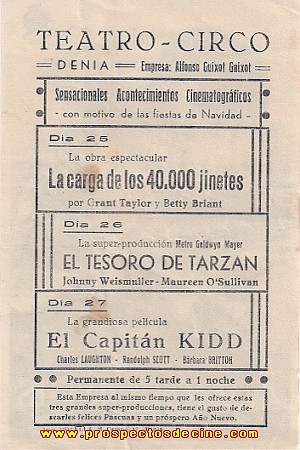 TEATRO-CIRCO
DENIA Empresa: Alfonso Guixot Guixot
Sensacionales Acontecimientos Cinematográficos
- con motivo de las fiestas de Navidad -
Dia 25
La obra espectacular
La carga de los 40.000 jinetes
por Grant Taylor y Betty Briant
Dia 26
La super-producción Metro Goldwyn Mayer
EL TESORO DE TARZAN
Johnny Weismuller - Maureen O'Sullivan
Dia 27
La grandiosa película
El Capitán KIDD
Charles LAUGHTON - Randolph SCOTT - Bárbara BRITTON
Permanente de 5 tarde a 1 noche
Esta Empresa al mismo tiempo que les ofrece estas
tres grandes super-producciones, tiene el gusto de de-
searles felices Pascuas y un próspero Año Nuevo.
www.prospectosdecine.com